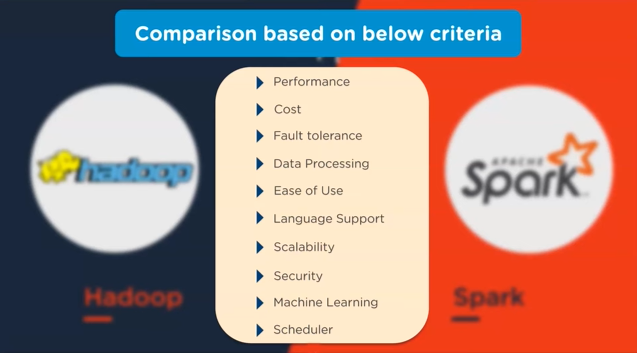 Comparison based on below criteria
Performance
Cost
Fault tolerance
Data Processing
Ease of Use
Language Support
Scalability
Security
Machine Learning
Scheduler
hadoop
APACHE
Spark
Hadoop
Spark